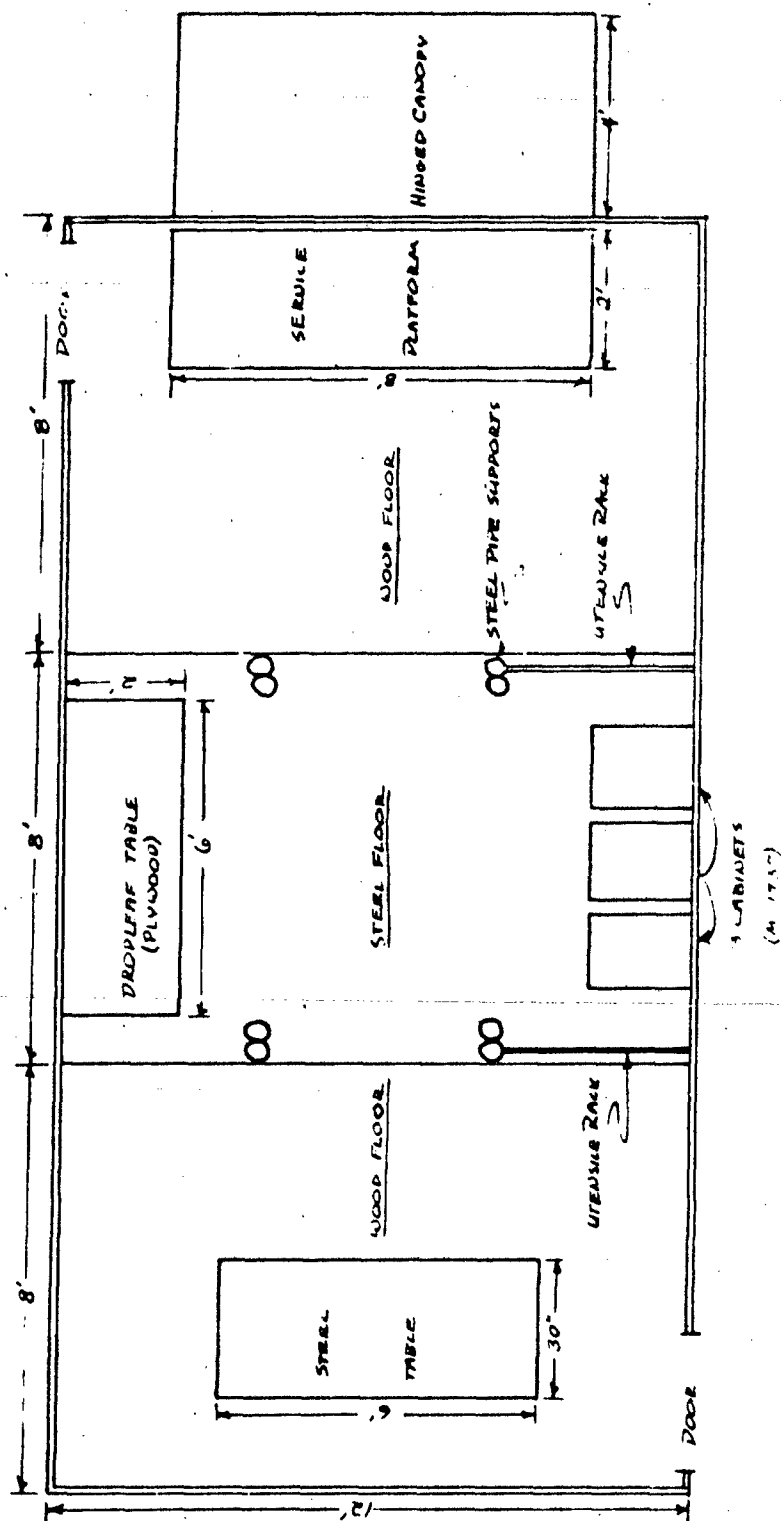 8'
8'
8'
12'
DOOR
DROPLEAF TABLE
(PLYWOOD)
2'
6'
STEEL
TABLE
6'
30"
WOOD FLOOR
STEEL FLOOR
WOOD FLOOR
STEEL PIPE SUPPORTS
UTENSILE RACK
UTENSILE RACK
SERVICE
PLATFORM
8'
2'
HINGED CANOPY
4'
CABINETS
DOOR